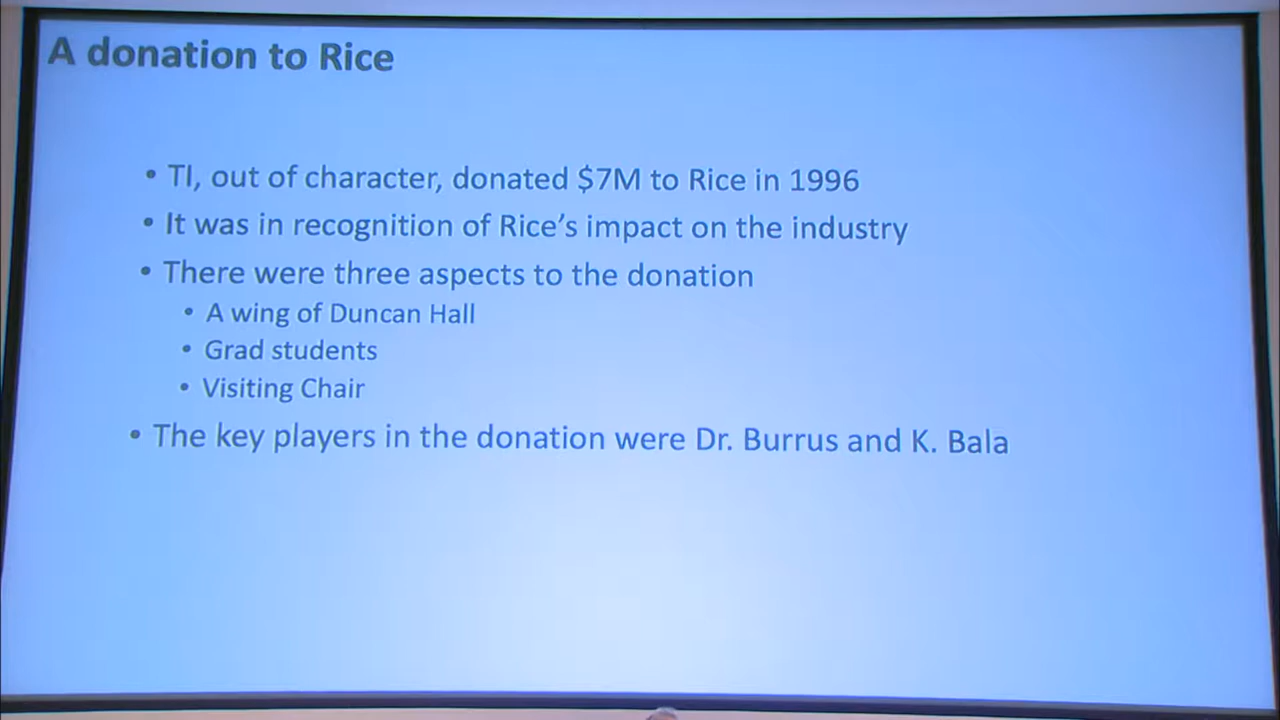 A donation to Rice
• TI, out of character, donated $7M to Rice in 1996
• It was in recognition of Rice's impact on the industry
• There were three aspects to the donation
• A wing of Duncan Hall
• Grad students
• Visiting Chair
• The key players in the donation were Dr. Burrus and K. Bala